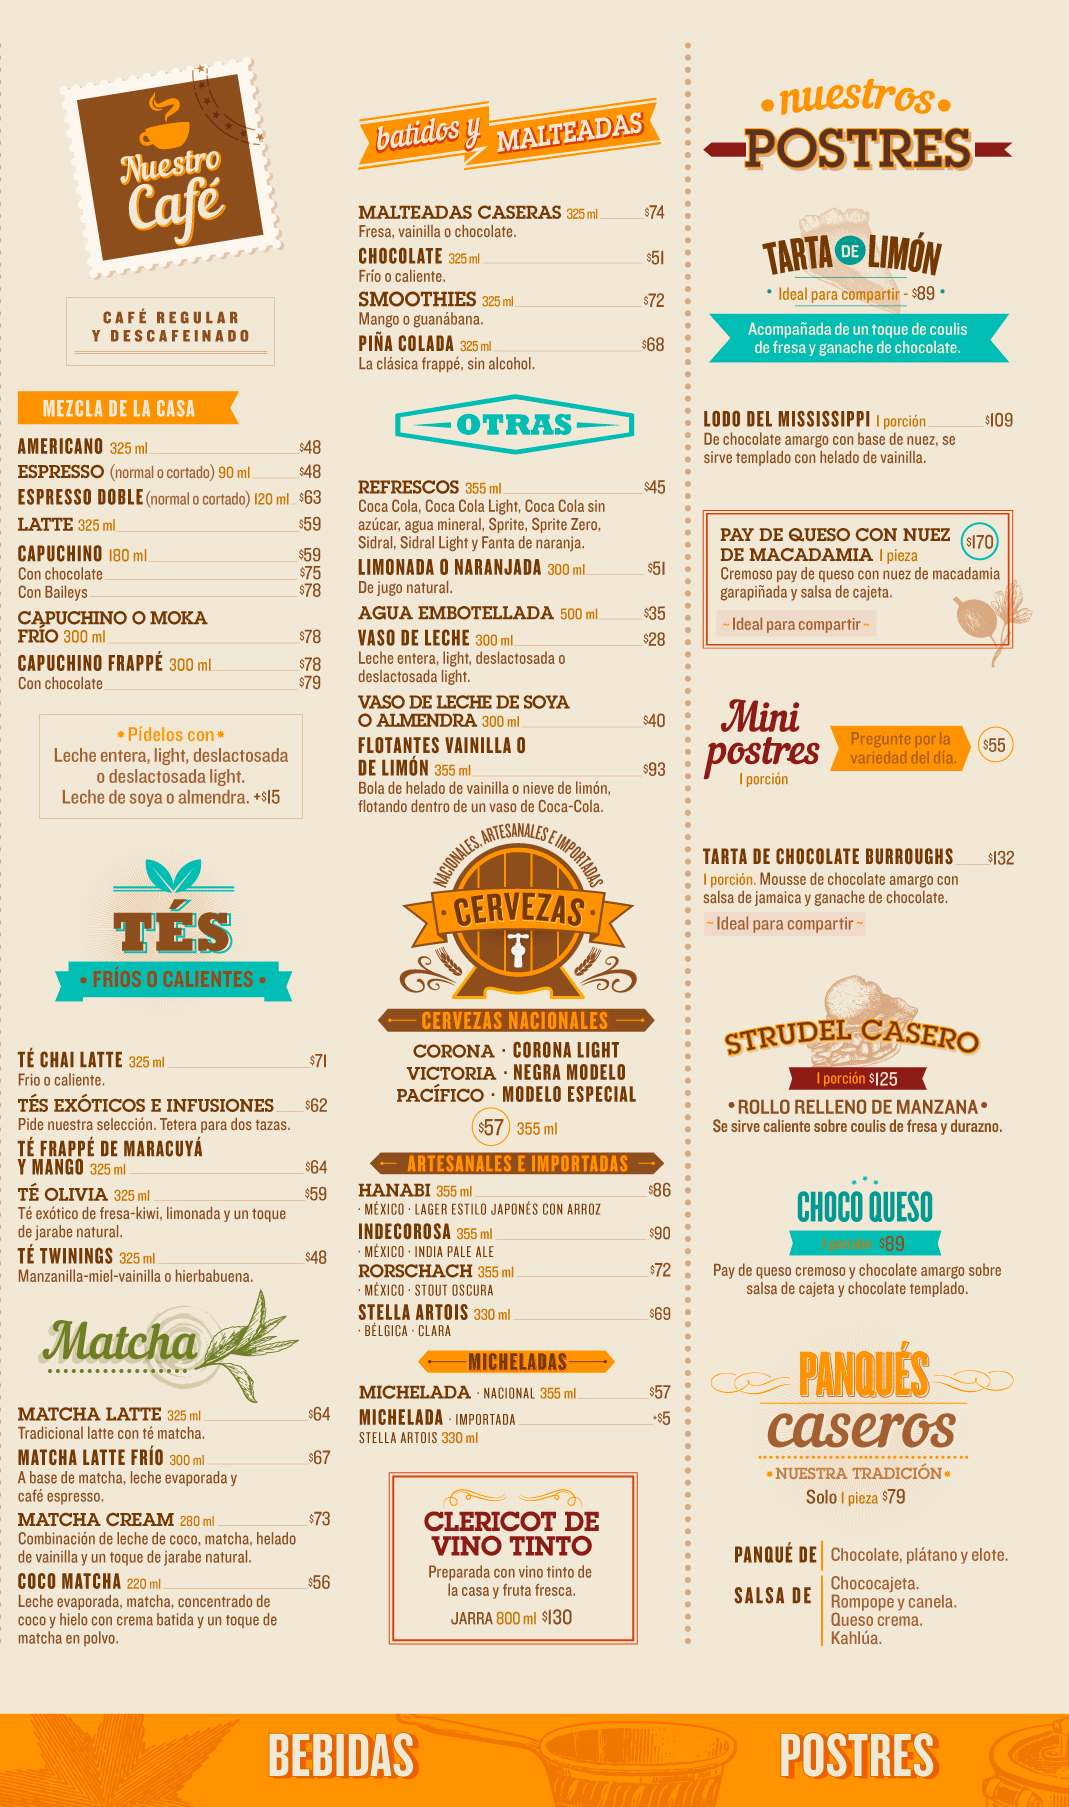 Nuestro
Café
CAFÉ REGULAR
Y DESCAFEINADO
MEZCLA DE LA CASA
AMERICANO 325 ml $48
ESPRESSO (normal o cortado) 90 ml $48
ESPRESSO DOBLE (normal o cortado) 120 ml $63
LATTE 325 ml $59
CAPUCHINO 180 ml $59
Con chocolate $75
Con Baileys $78
CAPUCHINO O MOKA
FRÍO 300 ml $78
CAPUCHINO FRAPPÉ 300 ml $78
Con chocolate $79
Pídelos con
Leche entera, light, deslactosada
o deslactosada light.
Leche de soya o almendra. +$15
TÉS
• FRÍOS O CALIENTES •
TÉ CHAI LATTE 325 ml $71
Frio o caliente.
TÉS EXÓTICOS E INFUSIONES $62
Pide nuestra selección. Tetera para dos tazas.
TÉ FRAPPÉ DE MARACUYÁ
Y MANGO 325 ml $64
TÉ OLIVIA 325 ml $59
Té exótico de fresa-kiwi, limonada y un toque
de jarabe natural.
TÉ TWININGS 325 ml $48
Manzanilla-miel-vainilla o hierbabuena.
Matcha
MATCHA LATTE 325 ml $64
Tradicional latte con té matcha.
MATCHA LATTE FRÍO 300 ml $67
A base de matcha, leche evaporada y
café espresso.
MATCHA CREAM 280 ml $73
Combinación de leche de coco, matcha, helado
de vainilla y un toque de jarabe natural.
COCO MATCHA 220 ml $56
Leche evaporada, matcha, concentrado de
coco y hielo con crema batida y un toque de
matcha en polvo.
batidos y MALTEADAS
MALTEADAS CASERAS 325 ml $74
Fresa, vainilla o chocolate.
CHOCOLATE 325 ml $51
Frío o caliente.
SMOOTHIES 325 ml $72
Mango o guanábana.
PIÑA COLADA 325 ml $68
La clásica frappé, sin alcohol.
OTRAS
REFRESCOS 355 ml $45
Coca Cola, Coca Cola Light, Coca Cola sin
azúcar, agua mineral, Sprite, Sprite Zero,
Sidral, Sidral Light y Fanta de naranja.
LIMONADA O NARANJADA 300 ml $51
De jugo natural.
AGUA EMBOTELLADA 500 ml $35
VASO DE LECHE 300 ml $28
Leche entera, light, deslactosada o
deslactosada light.
VASO DE LECHE DE SOYA
O ALMENDRA 300 ml $40
FLOTANTES VAINILLA O
DE LIMÓN 355 ml $93
Bola de helado de vainilla o nieve de limón,
flotando dentro de un vaso de Coca-Cola.
NACIONALES, ARTESANALES E IMPORTADAS
CERVEZAS
CERVEZAS NACIONALES
CORONA · CORONA LIGHT
VICTORIA · NEGRA MODELO
PACÍFICO · MODELO ESPECIAL
$57 355 ml
ARTESANALES E IMPORTADAS
HANABI 355 ml $86
· MÉXICO · LAGER ESTILO JAPONÉS CON ARROZ
INDECOROSA 355 ml $90
· MÉXICO · INDIA PALE ALE
RORSCHACH 355 ml $72
· MÉXICO · STOUT OSCURA
STELLA ARTOIS 330 ml $69
· BÉLGICA · CLARA
MICHELADAS
MICHELADA · NACIONAL 355 ml $57
MICHELADA · IMPORTADA +$5
STELLA ARTOIS 330 ml
CLERICOT DE
VINO TINTO
Preparada con vino tinto de
la casa y fruta fresca.
JARRA 800 ml $130
nuestros
POSTRES
TARTA DE LIMÓN
• Ideal para compartir - $89 •
Acompañada de un toque de coulis
de fresa y ganache de chocolate.
LODO DEL MISSISSIPPI 1 porción $109
De chocolate amargo con base de nuez, se
sirve templado con helado de vainilla.
PAY DE QUESO CON NUEZ
DE MACADAMIA 1 pieza $170
Cremoso pay de queso con nuez de macadamia
garapiñada y salsa de cajeta.
~ Ideal para compartir ~
Mini
postres
1 porción
Pregunte por la
variedad del día.
$55
TARTA DE CHOCOLATE BURROUGHS $132
1 porción. Mousse de chocolate amargo con
salsa de jamaica y ganache de chocolate.
~ Ideal para compartir ~
STRUDEL CASERO
1 porción $125
• ROLLO RELLENO DE MANZANA •
Se sirve caliente sobre coulis de fresa y durazno.
CHOCO QUESO
1 porción $89
Pay de queso cremoso y chocolate amargo sobre
salsa de cajeta y chocolate templado.
PANQUÉS
caseros
NUESTRA TRADICIÓN
Solo 1 pieza $79
PANQUÉ DE Chocolate, plátano y elote.
SALSA DE Chococajeta.
Rompope y canela.
Queso crema.
Kahlúa.
BEBIDAS
POSTRES